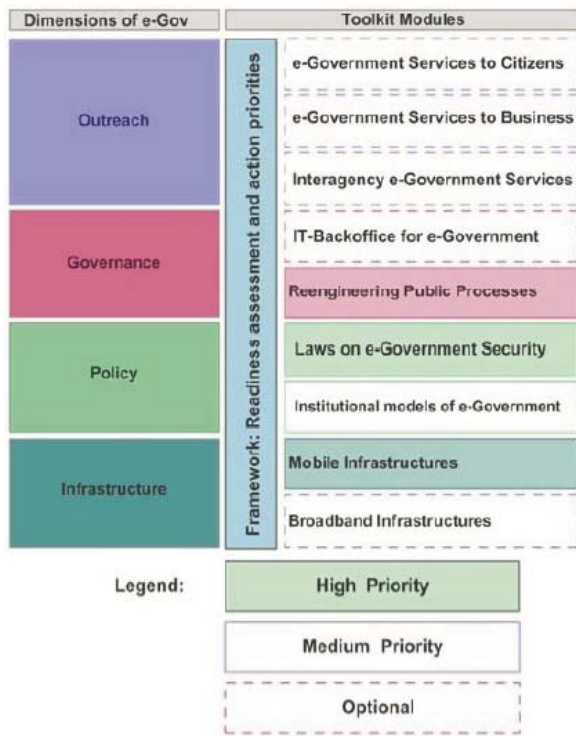 Dimensions of e-Gov
Toolkit Modules
Outreach
Governance
Policy
Infrastructure
Framework: Readiness assessment and action priorities
e-Government Services to Citizens
e-Government Services to Business
Interagency e-Government Services
IT-Backoffice for e-Government
Reengineering Public Processes
Laws on e-Government Security
Institutional models of e-Government
Mobile Infrastructures
Broadband Infrastructures
Legend:
High Priority
Medium Priority
Optional